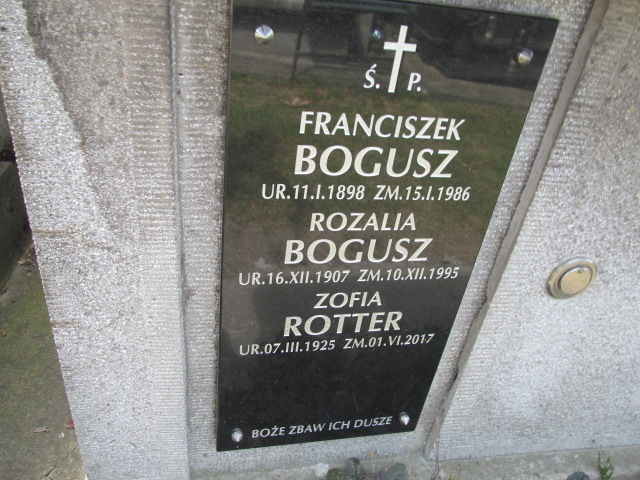 Ś. P.
FRANCISZEK
BOGUSZ
UR.11.I.1898 ZM.15.I.1986
ROZALIA
BOGUSZ
UR.16.XII.1907 ZM.10.XII.1995
ZOFIA
ROTTER
UR.07.III.1925 ZM.01.VI.2017
BOŻE ZBAW ICH DUSZE